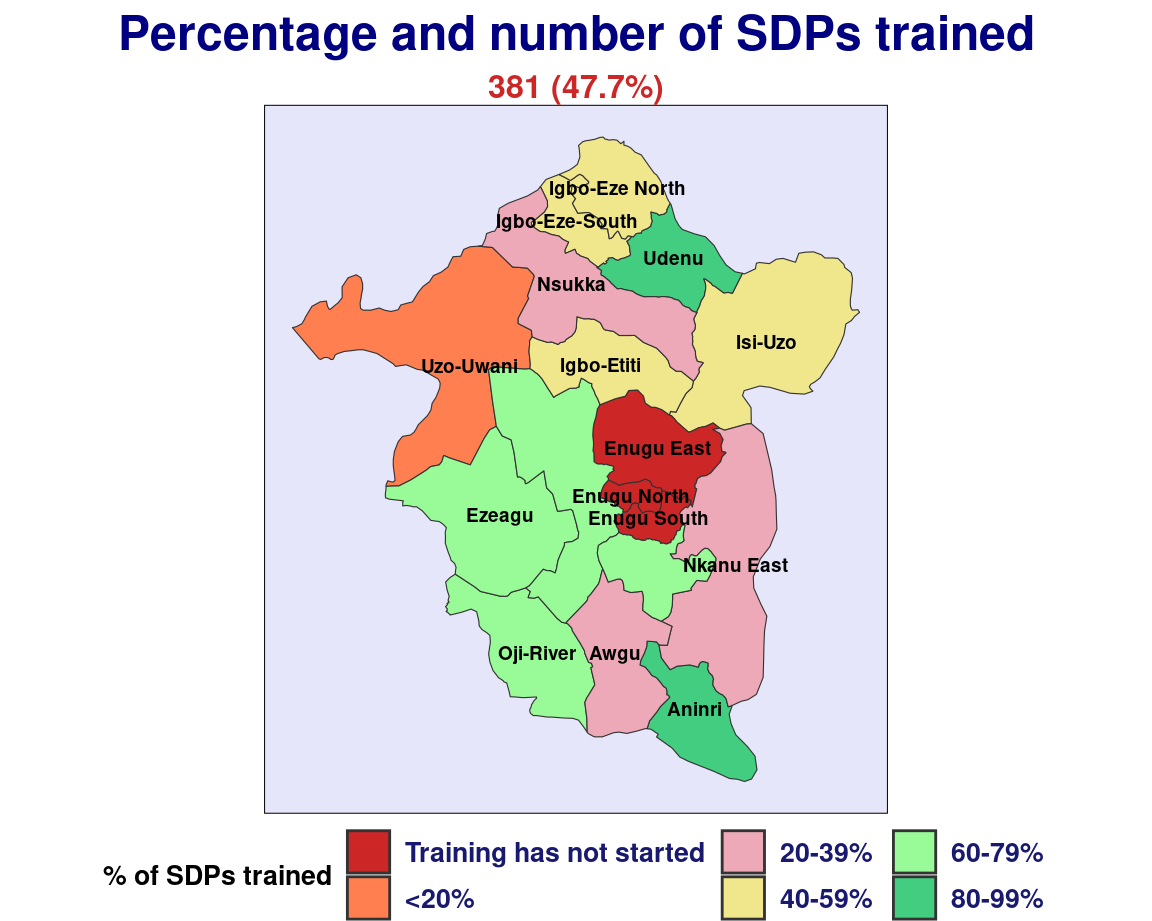 Percentage and number of SDPs trained
381 (47.7%)
Igbo-Eze North
Igbo-Eze-South
Udenu
Nsukka
Isi-Uzo
Uzo-Uwani
Igbo-Etiti
Enugu East
Enugu North
Enugu South
Ezeagu
Nkanu East
Oji-River
Awgu
Aninri
% of SDPs trained
Training has not started
<20%
20-39%
40-59%
60-79%
80-99%